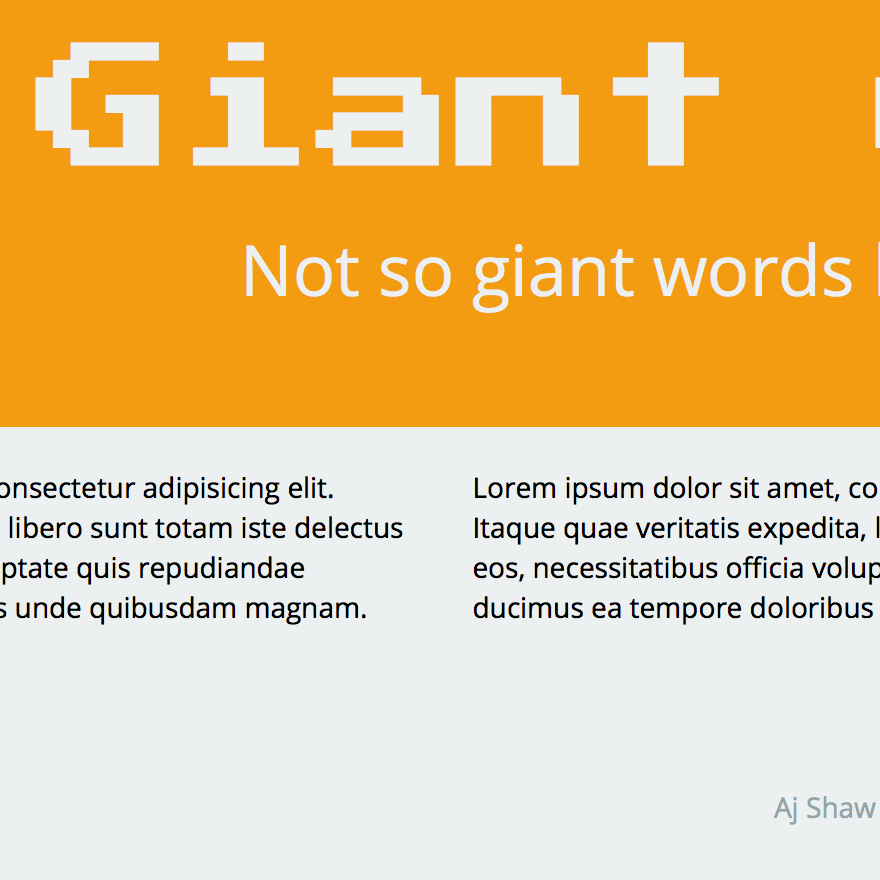 Giant
Not so giant words
onsectetur adipisicing elit.
libero sunt totam iste delectus
ptate quis repudiandae
s unde quibusdam magnam.
Lorem ipsum dolor sit amet, co
Itaque quae veritatis expedita, l
eos, necessitatibus officia volup
ducimus ea tempore doloribus
Aj Shaw